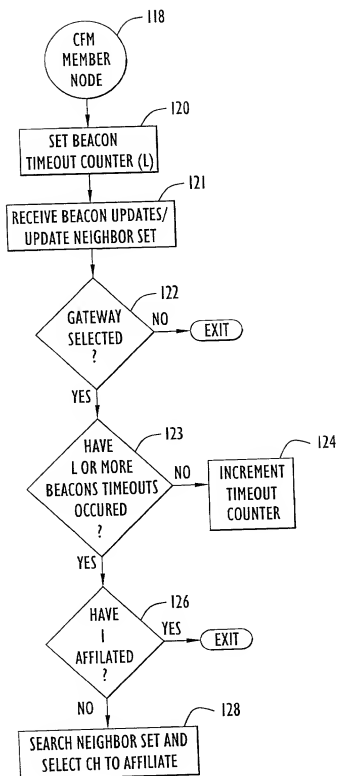 CFM
MEMBER
NODE
118
120
SET BEACON
TIMEOUT COUNTER (L)
121
RECEIVE BEACON UPDATES/
UPDATE NEIGHBOR SET
122
GATEWAY
SELECTED
?
NO
EXIT
YES
123
HAVE
L OR MORE
BEACONS TIMEOUTS
OCCURED
?
NO
124
INCREMENT
TIMEOUT
COUNTER
YES
126
HAVE
I
AFFILATED
?
YES
EXIT
NO
128
SEARCH NEIGHBOR SET AND
SELECT CH TO AFFILIATE